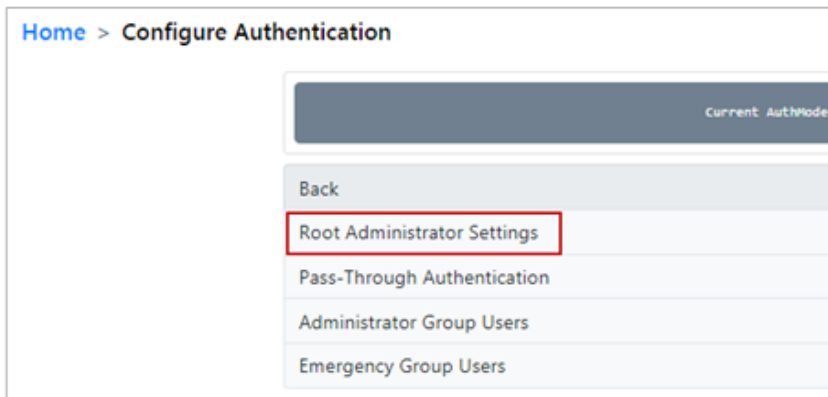 Home > Configure Authentication
Current AuthMode
Back
Root Administrator Settings
Pass-Through Authentication
Administrator Group Users
Emergency Group Users